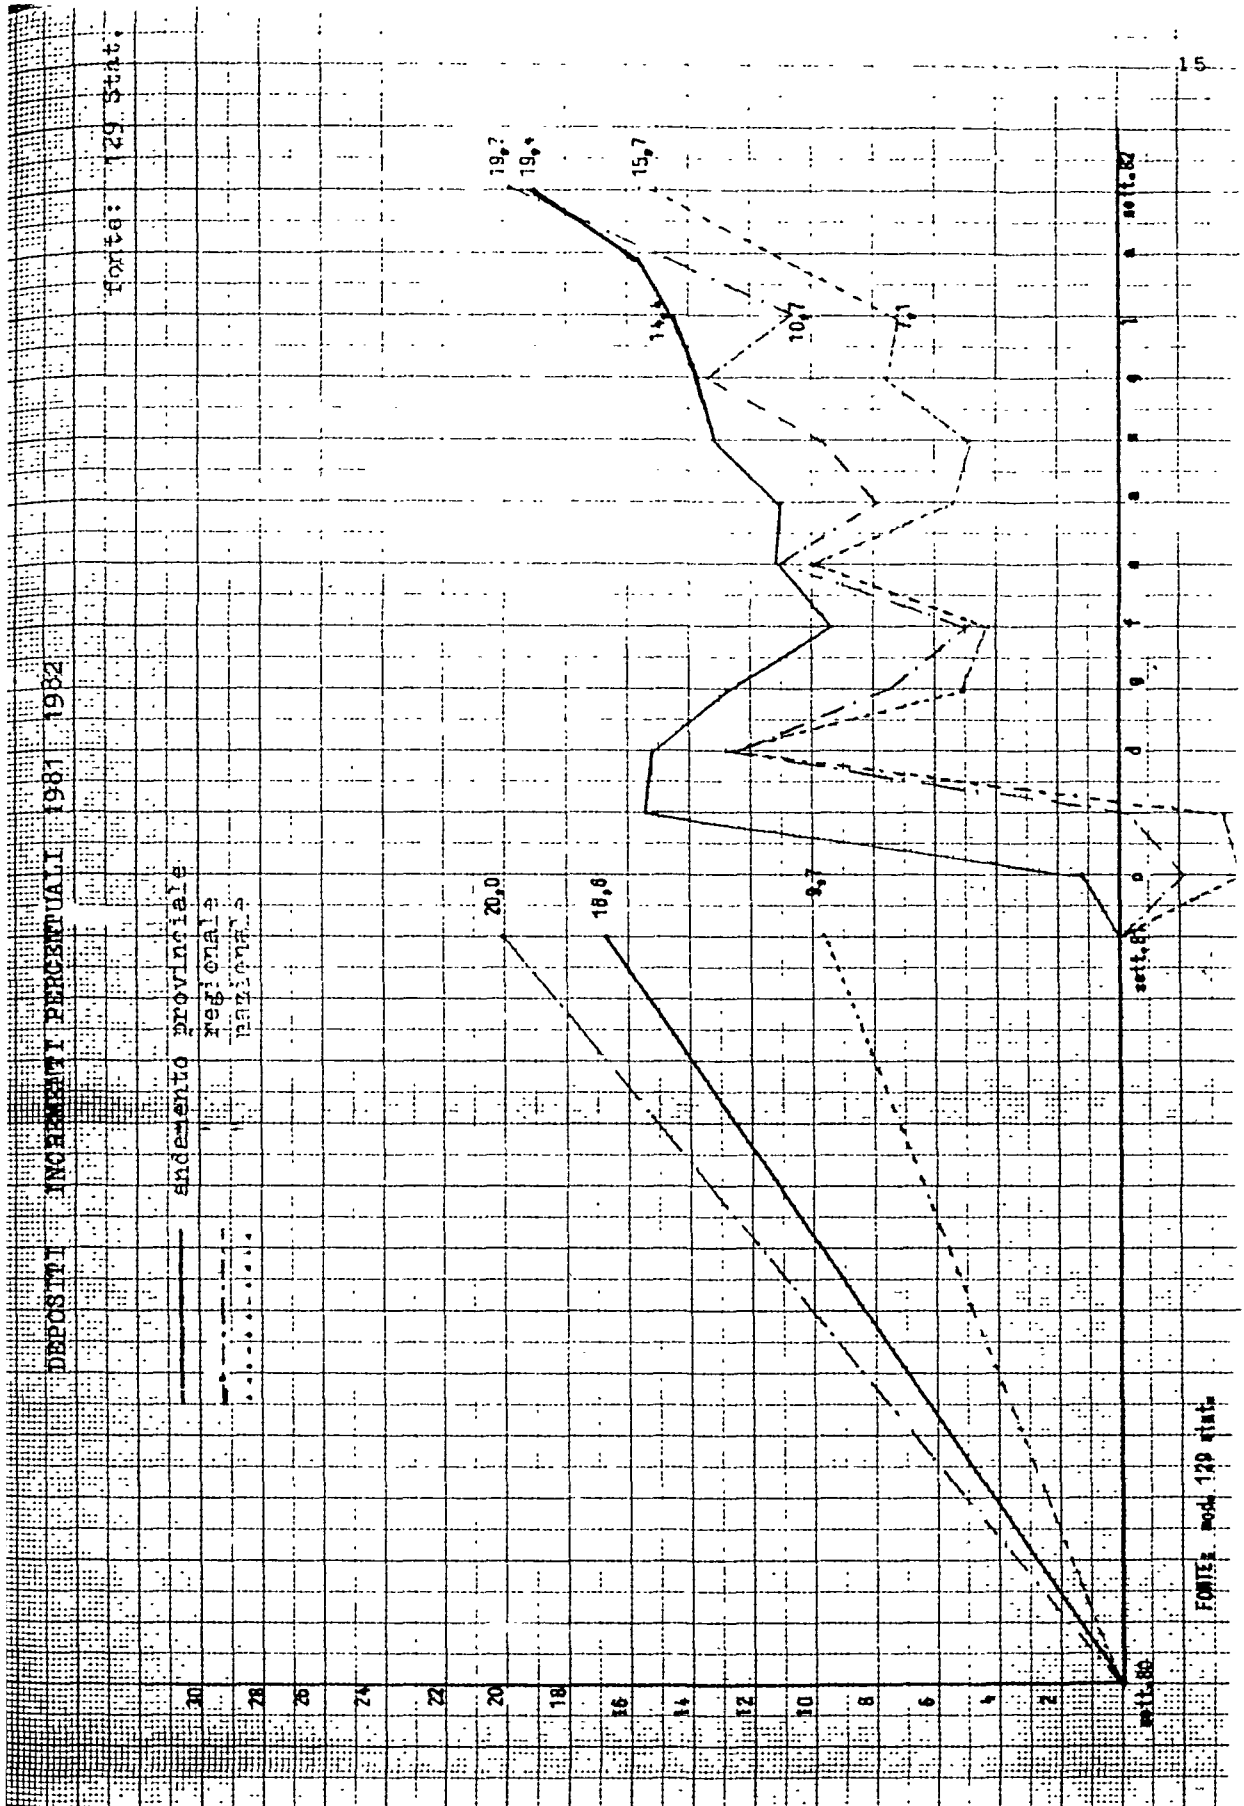 15
fonte: 129 Stat.
DEPOSITI INCREMENTI PERCENTUALI 1981 1982
andamento provinciale
" regionale
" nazionale
30
28
26
24
22
20
18
16
14
12
10
8
6
4
2
20,0
16,8
9,7
19,4
15,7
14,4
10,7
7,1
sett.80
sett.81
o
d
g
f
m
a
m
g
l
a
sett.82
FONTE: mod. 129 stat.